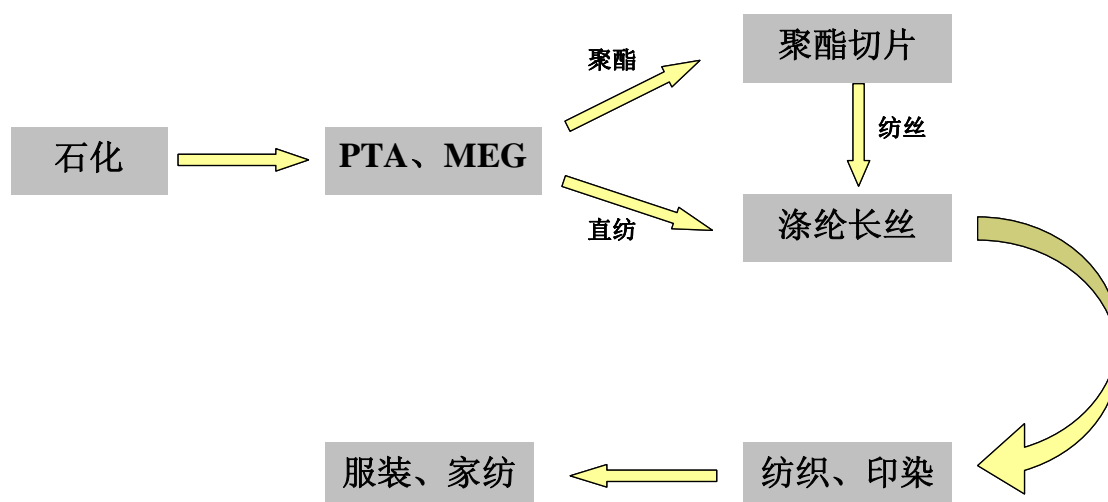 聚酯切片
聚酯
纺丝
石化
PTA、MEG
直纺
涤纶长丝
服装、家纺
纺织、印染